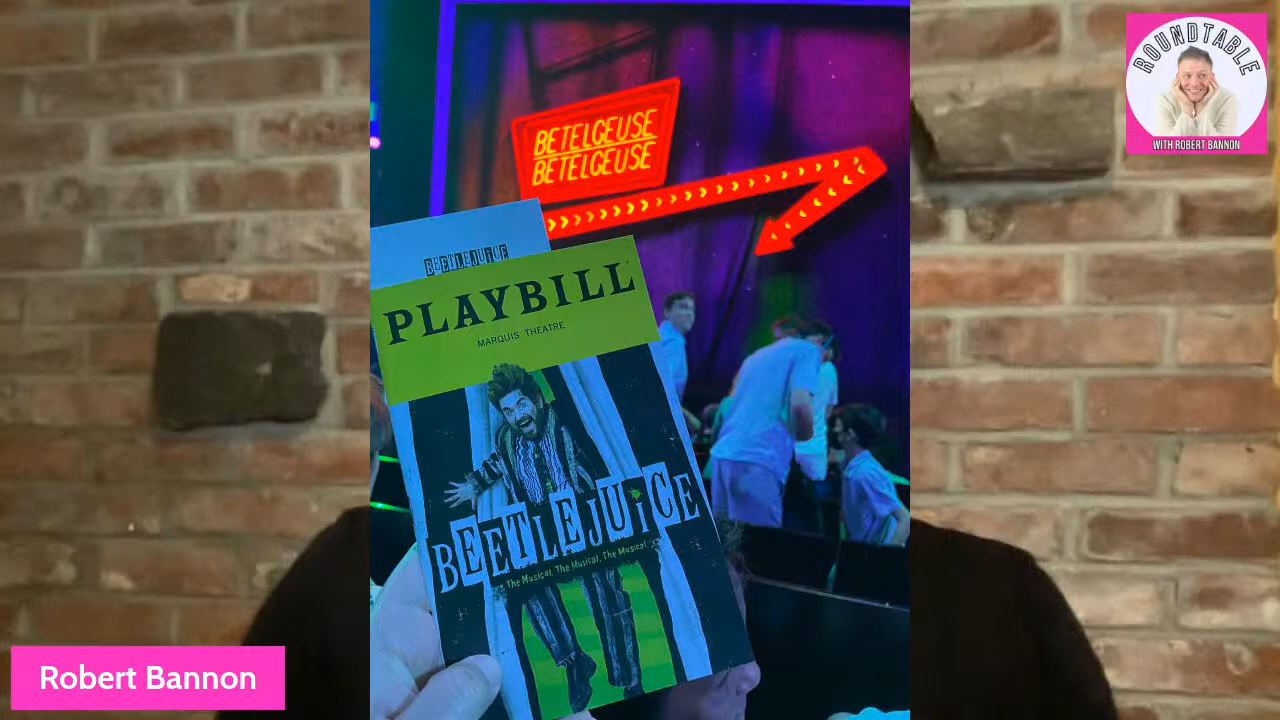 BETELGEUSE
BETELGEUSE
BEETLEJUICE
PLAYBILL
MARQUIS THEATRE
BEETLEJUICE
The Musical. The Musical. The Musical.
ROUNDTABLE
WITH ROBERT BANNON
Robert Bannon